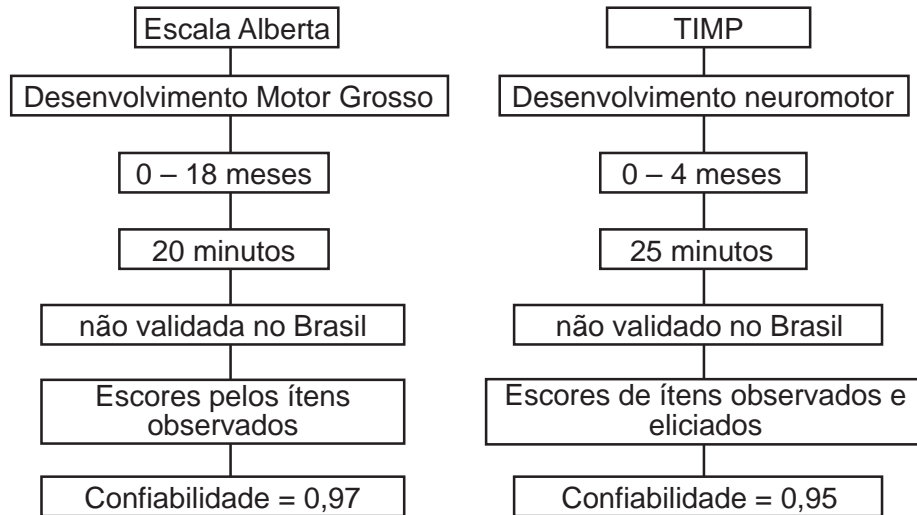 Escala Alberta
Desenvolvimento Motor Grosso
0 – 18 meses
20 minutos
não validada no Brasil
Escores pelos ítens
observados
Confiabilidade = 0,97
TIMP
Desenvolvimento neuromotor
0 – 4 meses
25 minutos
não validado no Brasil
Escores de ítens observados e
eliciados
Confiabilidade = 0,95